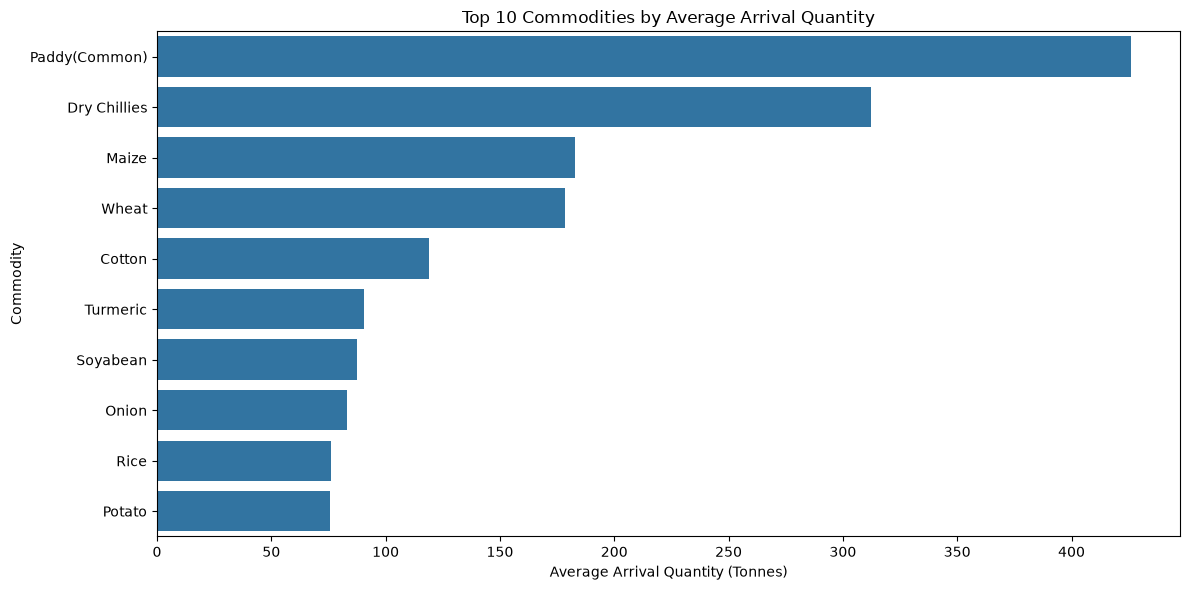 Top 10 Commodities by Average Arrival Quantity
Paddy(Common)
Dry Chillies
Maize
Wheat
Cotton
Turmeric
Soyabean
Onion
Rice
Potato
Commodity
0 50 100 150 200 250 300 350 400
Average Arrival Quantity (Tonnes)